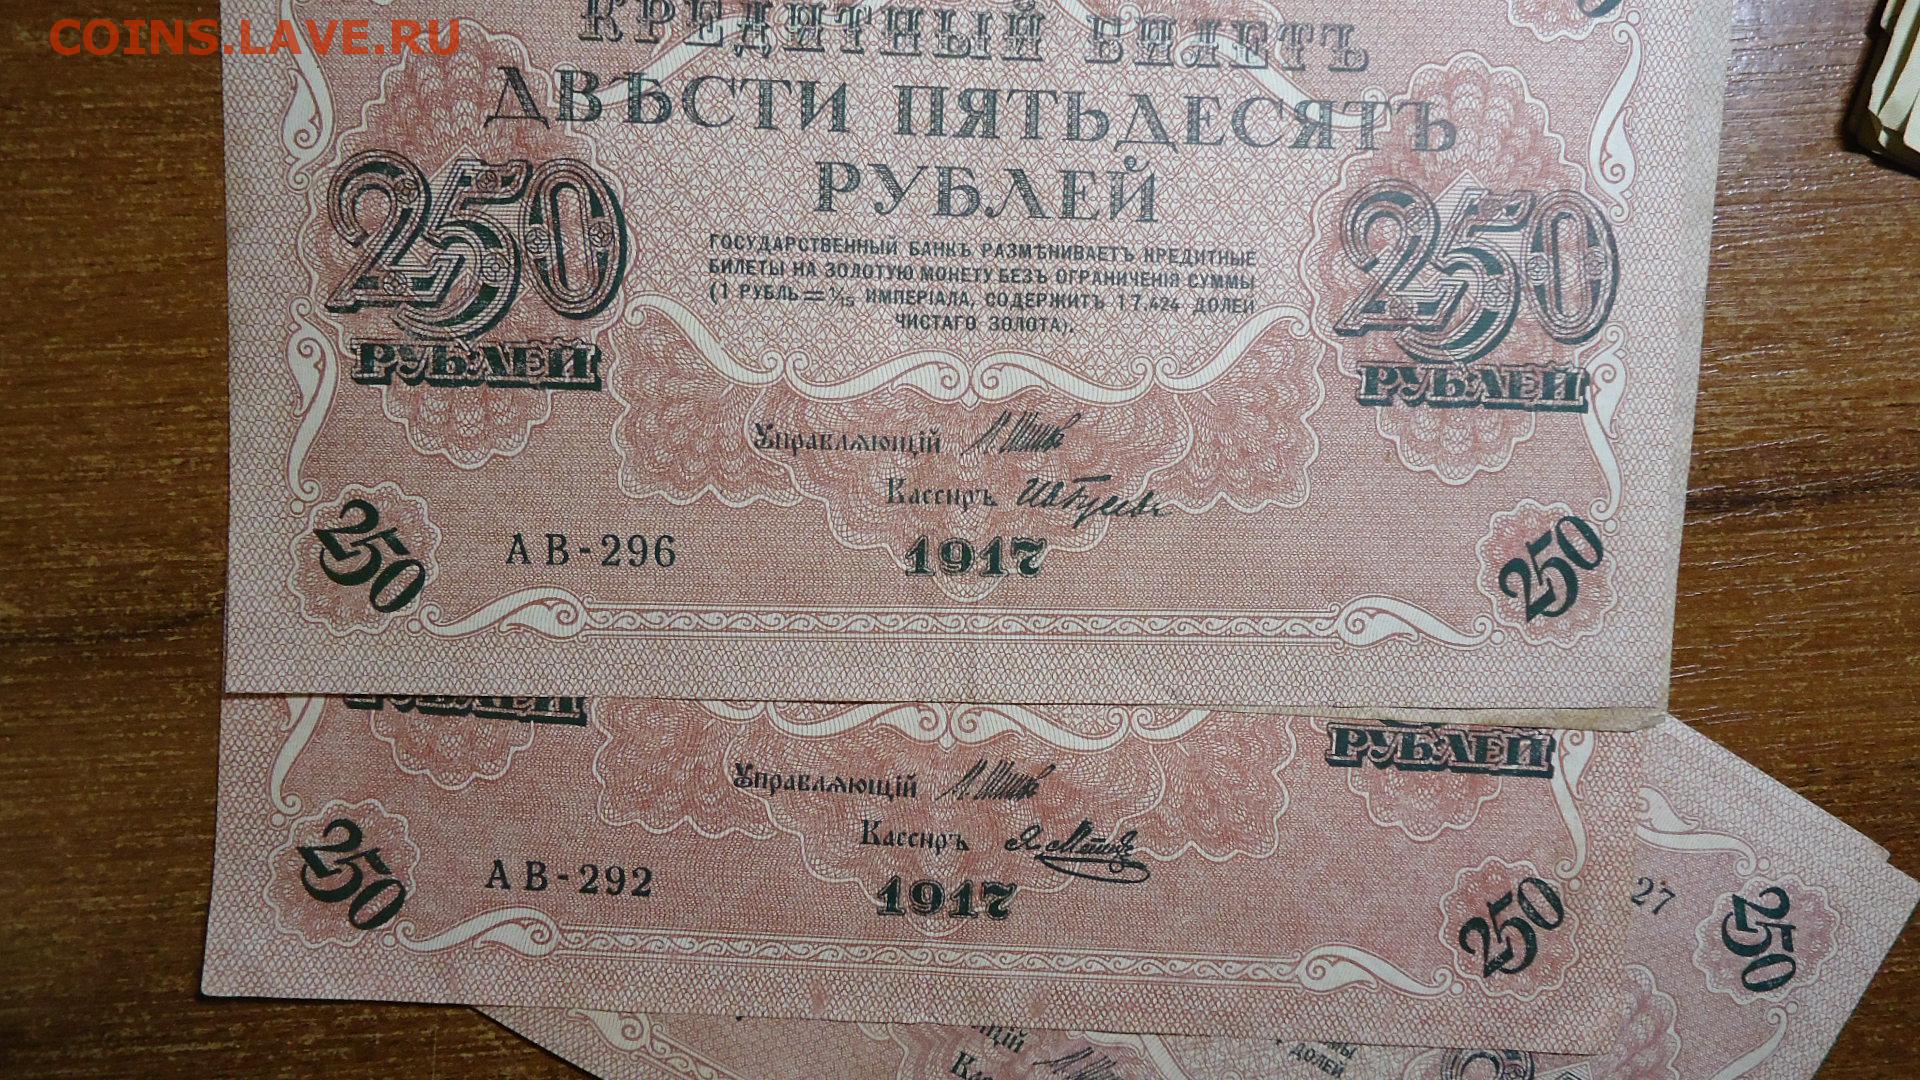 COINS.LAVE.RU
КРЕДИТНЫЙ БИЛЕТЪ
ДВѢСТИ ПЯТЬДЕСЯТЪ
РУБЛЕЙ
250 250
РУБЛЕЙ РУБЛЕЙ
ГОСУДАРСТВЕННЫЙ БАНКЪ РАЗМѢНИВАЕТЪ КРЕДИТНЫЕ
БИЛЕТЫ НА ЗОЛОТУЮ МОНЕТУ БЕЗЪ ОГРАНИЧЕНІЯ СУММЫ
(1 РУБЛЬ = 1/15 ИМПЕРІАЛА, СОДЕРЖИТЪ 17.424 ДОЛЕЙ
ЧИСТАГО ЗОЛОТА).
Управляющій
Кассиръ
250 АВ-296 1917 250
РУБЛЕЙ РУБЛЕЙ
Управляющій
Кассиръ
250 АВ-292 1917 250
27 250
ДОЛЕЙ